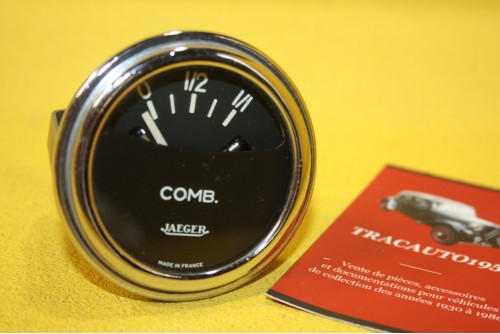 0 1/2 1/1
COMB.
JAEGER
MADE IN FRANCE
TRACAUTO195
Vente de pièces, accessoires
et documentations pour véhicules
de collection des années 1930 à 198